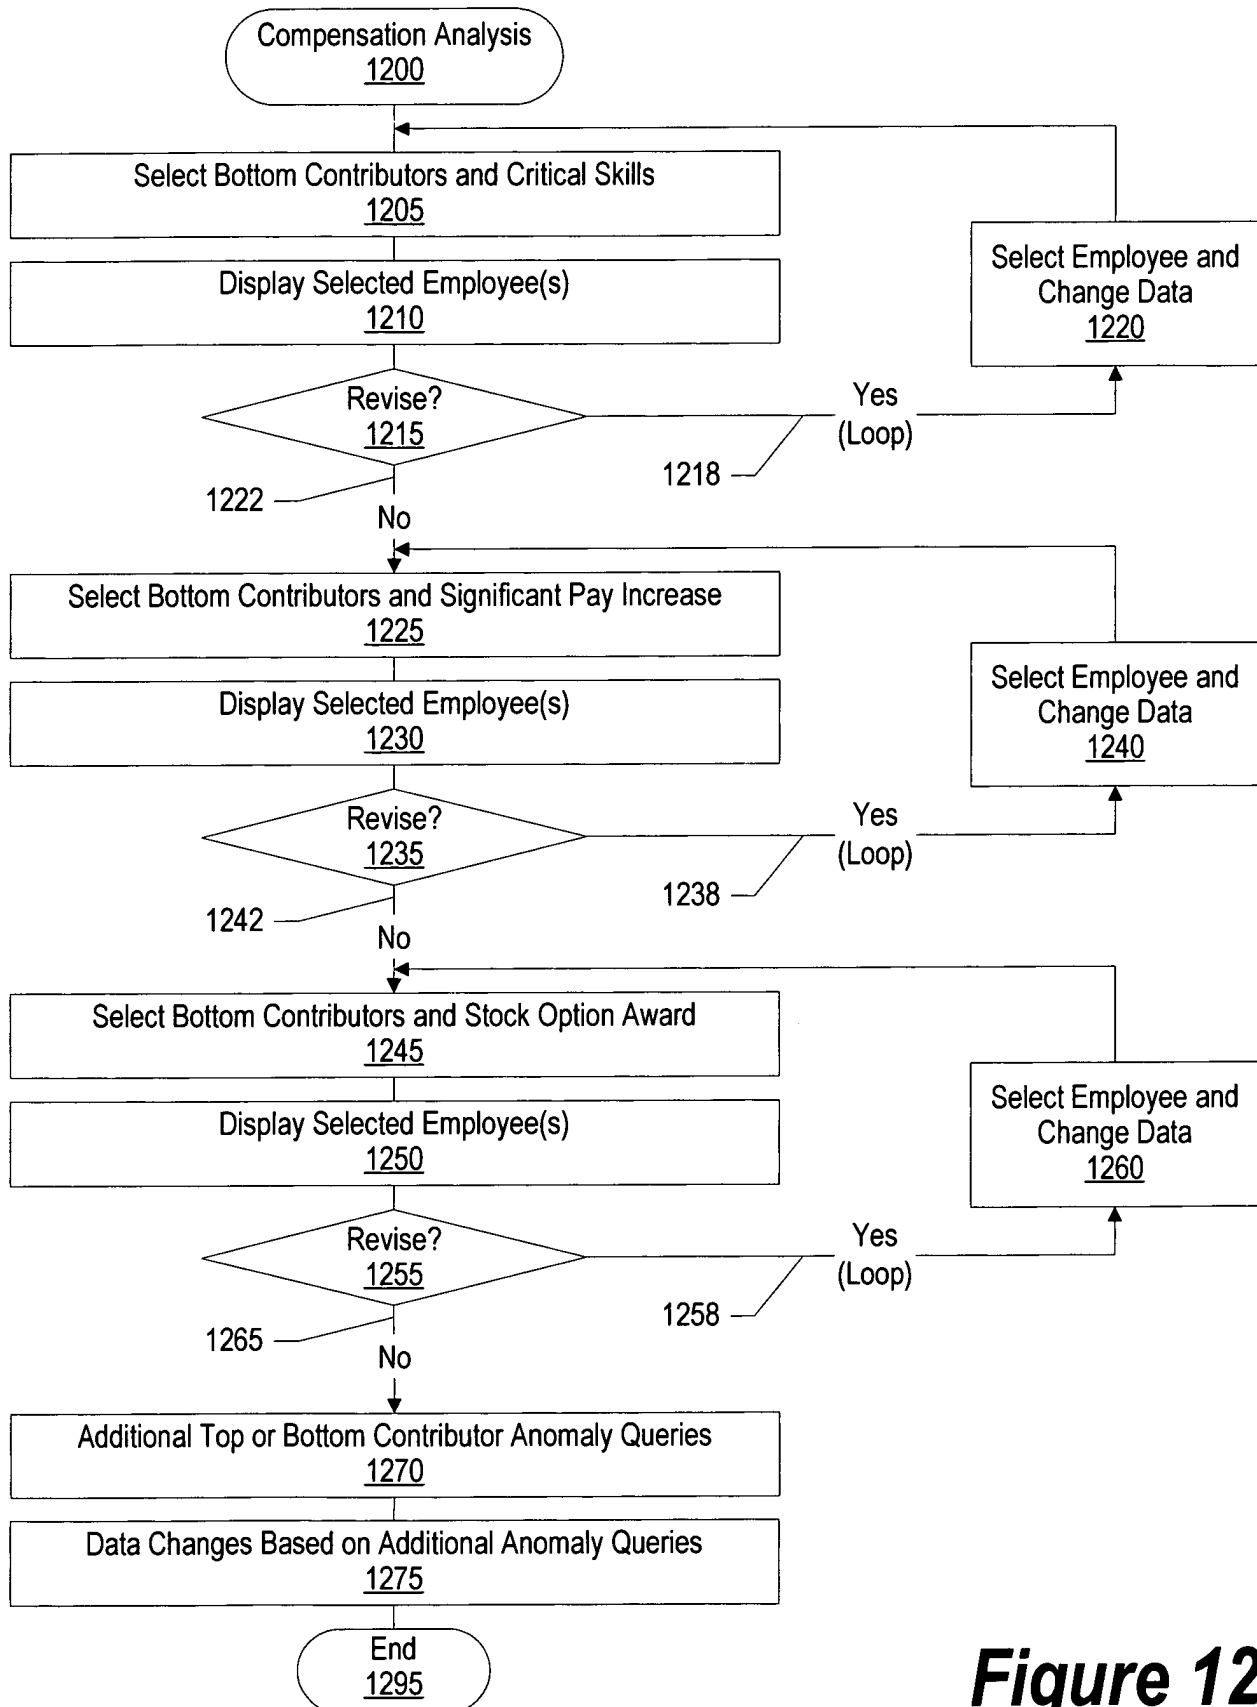 Compensation Analysis
1200
Select Bottom Contributors and Critical Skills
1205
Display Selected Employee(s)
1210
Select Employee and
Change Data
1220
Revise?
1215
Yes
(Loop)
1218
1222
No
Select Bottom Contributors and Significant Pay Increase
1225
Display Selected Employee(s)
1230
Select Employee and
Change Data
1240
Revise?
1235
Yes
(Loop)
1238
1242
No
Select Bottom Contributors and Stock Option Award
1245
Display Selected Employee(s)
1250
Select Employee and
Change Data
1260
Revise?
1255
Yes
(Loop)
1258
1265
No
Additional Top or Bottom Contributor Anomaly Queries
1270
Data Changes Based on Additional Anomaly Queries
1275
End
1295
Figure 12